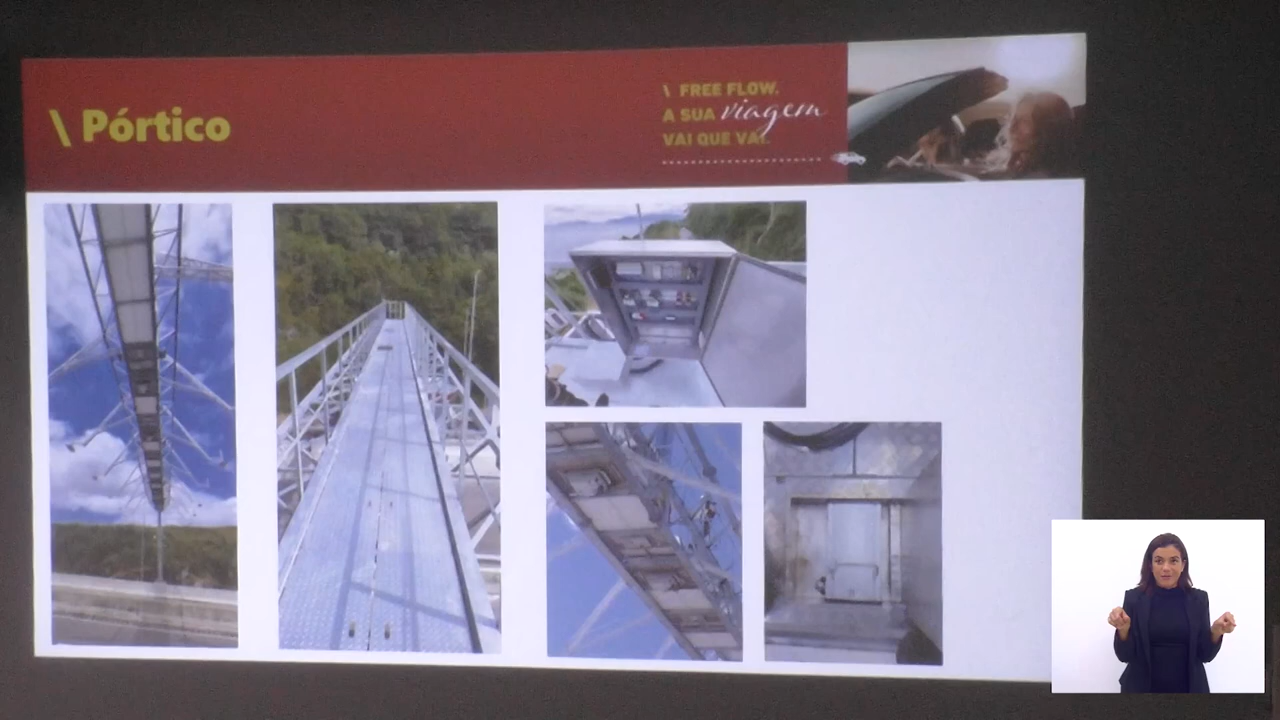 \ Pórtico
\ FREE FLOW.
A SUA viagem
VAI QUE VAI.